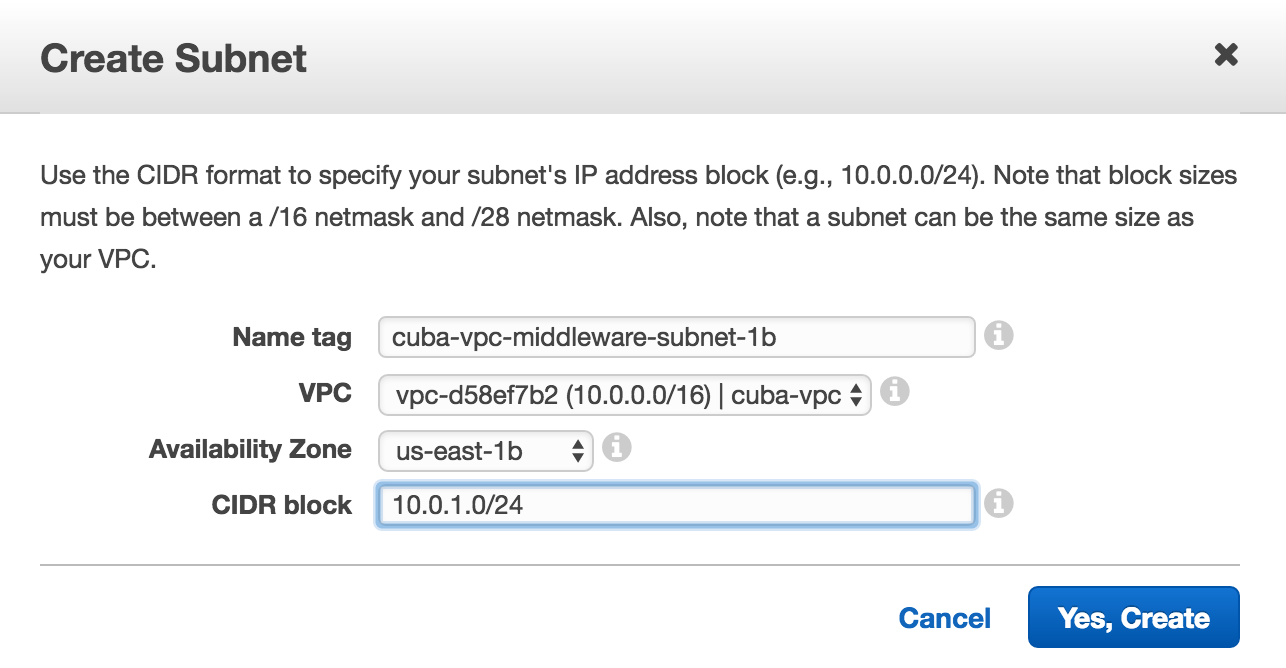 Create Subnet
Use the CIDR format to specify your subnet's IP address block (e.g., 10.0.0.0/24). Note that block sizes
must be between a /16 netmask and /28 netmask. Also, note that a subnet can be the same size as
your VPC.
Name tag cuba-vpc-middleware-subnet-1b
VPC vpc-d58ef7b2 (10.0.0.0/16) | cuba-vpc
Availability Zone us-east-1b
CIDR block 10.0.1.0/24
Cancel Yes, Create